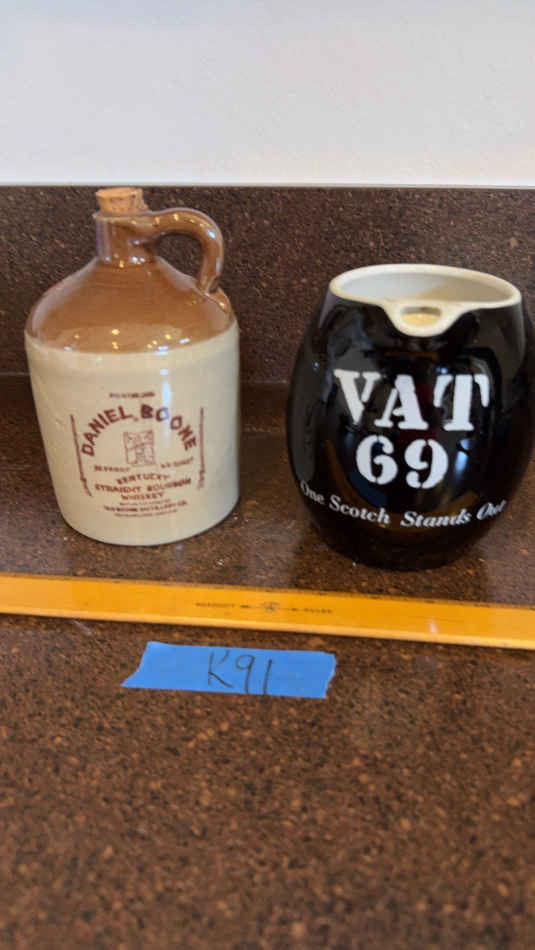 DANIEL BOONE
KENTUCKY
STRAIGHT BOURBON
WHISKEY
VAT
69
One Scotch Stands Out
K91